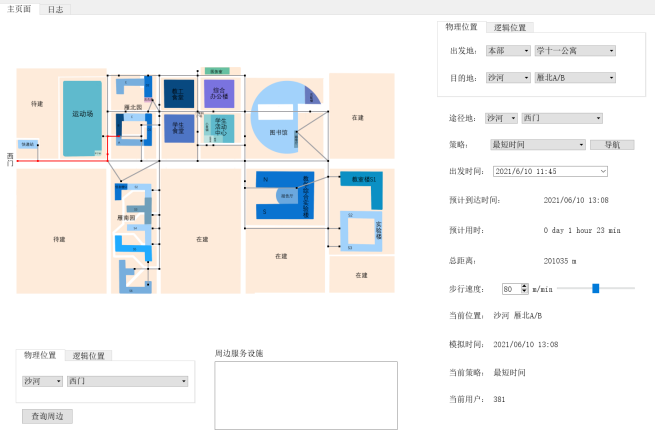 主页面 日志
物理位置 逻辑位置
出发地: 本部 学十一公寓
目的地: 沙河 雁北A/B
途经地: 沙河 西门
策略: 最短时间 导航
出发时间: 2021/6/10 11:45
预计到达时间: 2021/06/10 13:08
预计用时: 0 day 1 hour 23 min
总距离: 201035 m
步行速度: 80 m/min
当前位置: 沙河 雁北A/B
模拟时间: 2021/06/10 13:08
当前策略: 最短时间
当前用户: 381
待建
运动场
雁北园
教工
食堂
综合
办公楼
学生
食堂
学生
活动
中心
图书馆
在建
西
门
待建
雁南园
在建
在建
教室楼S1
实
验
楼
S2
在建
物理位置 逻辑位置
沙河 西门
查询周边
周边服务设施